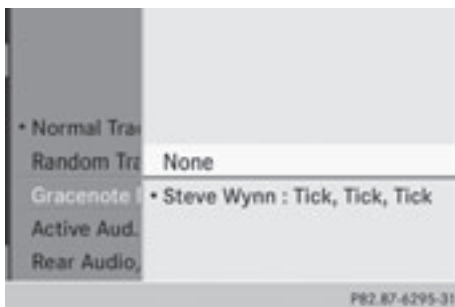 • Normal Tra
Random Tra
None
Gracenote
• Steve Wynn : Tick, Tick, Tick
Active Aud.
Rear Audio,
P82.87-6295-31